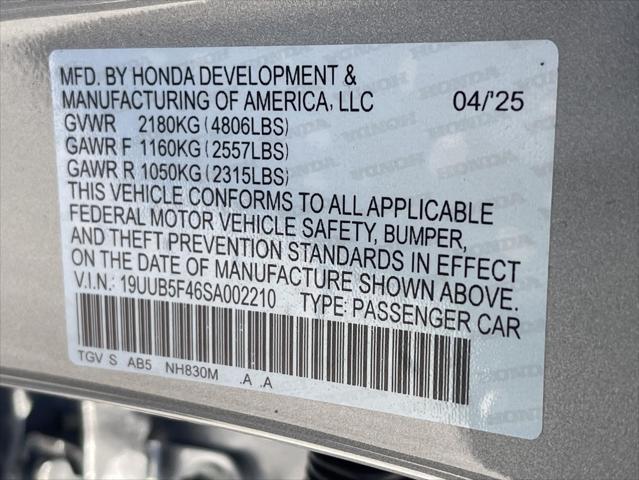 MFD. BY HONDA DEVELOPMENT &
MANUFACTURING OF AMERICA, LLC 04/'25
GVWR 2180KG (4806LBS)
GAWR F 1160KG (2557LBS)
GAWR R 1050KG (2315LBS)
THIS VEHICLE CONFORMS TO ALL APPLICABLE
FEDERAL MOTOR VEHICLE SAFETY, BUMPER,
AND THEFT PREVENTION STANDARDS IN EFFECT
ON THE DATE OF MANUFACTURE SHOWN ABOVE.
V.I.N.: 19UUB5F46SA002210 TYPE: PASSENGER CAR
TGV S AB5 NH830M .A .A